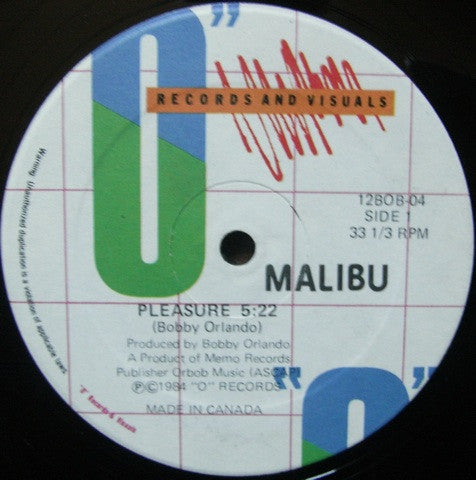 "O"
RECORDS AND VISUALS
12BOB-04
SIDE 1
33 1/3 RPM
MALIBU
PLEASURE 5:22
(Bobby Orlando)
Produced by Bobby Orlando
A Product of Memo Records
Publisher Orbob Music (ASCAP)
Ⓟ©1984 "O" RECORDS
MADE IN CANADA
"O"
Warning. Unauthorized duplication is a violation of applicable laws.
Records & Visuals